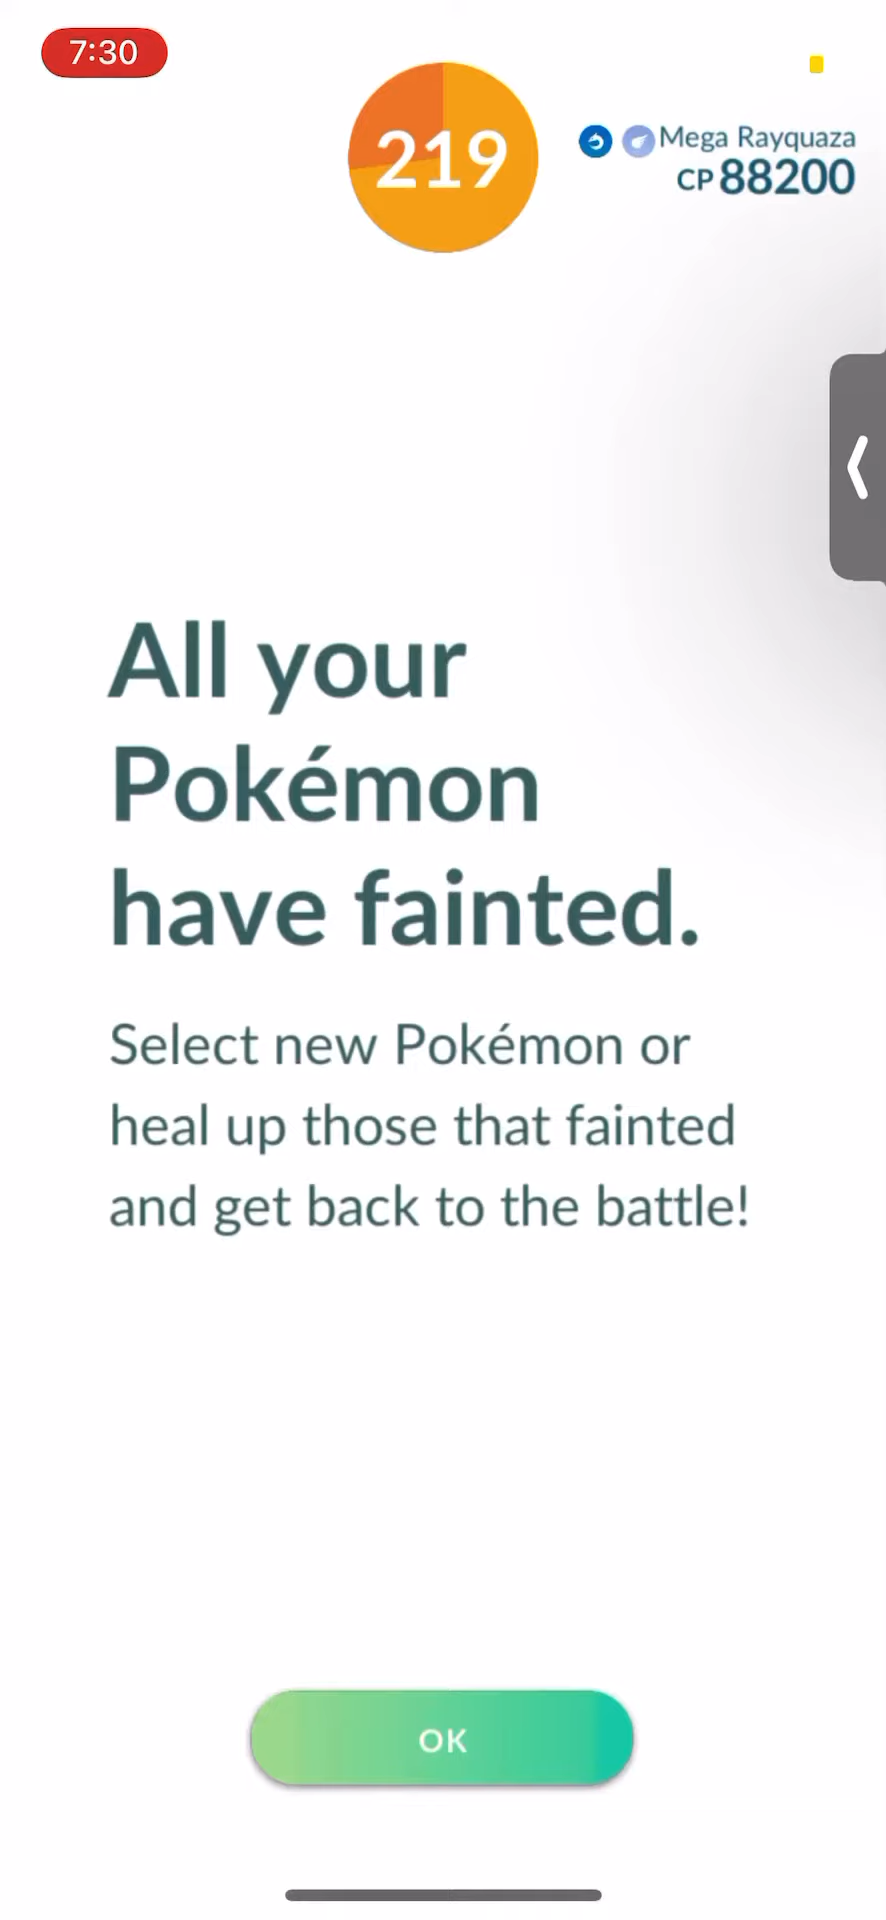 7:30
219
Mega Rayquaza
CP 88200
All your
Pokémon
have fainted.
Select new Pokémon or
heal up those that fainted
and get back to the battle!
OK